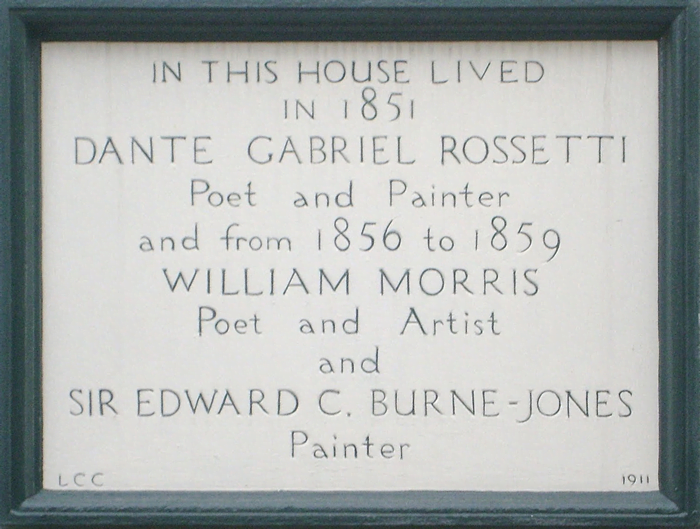 IN THIS HOUSE LIVED
IN 1851
DANTE GABRIEL ROSSETTI
Poet and Painter
and from 1856 to 1859
WILLIAM MORRIS
Poet and Artist
and
SIR EDWARD C. BURNE-JONES
Painter
LCC 1911